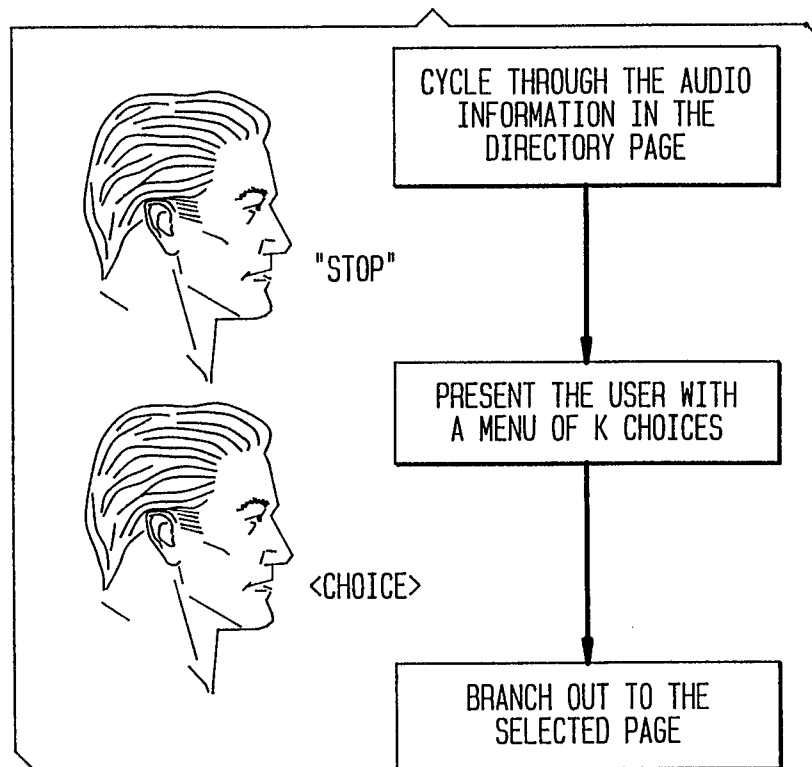 CYCLE THROUGH THE AUDIO
INFORMATION IN THE
DIRECTORY PAGE
"STOP"
PRESENT THE USER WITH
A MENU OF K CHOICES
<CHOICE>
BRANCH OUT TO THE
SELECTED PAGE